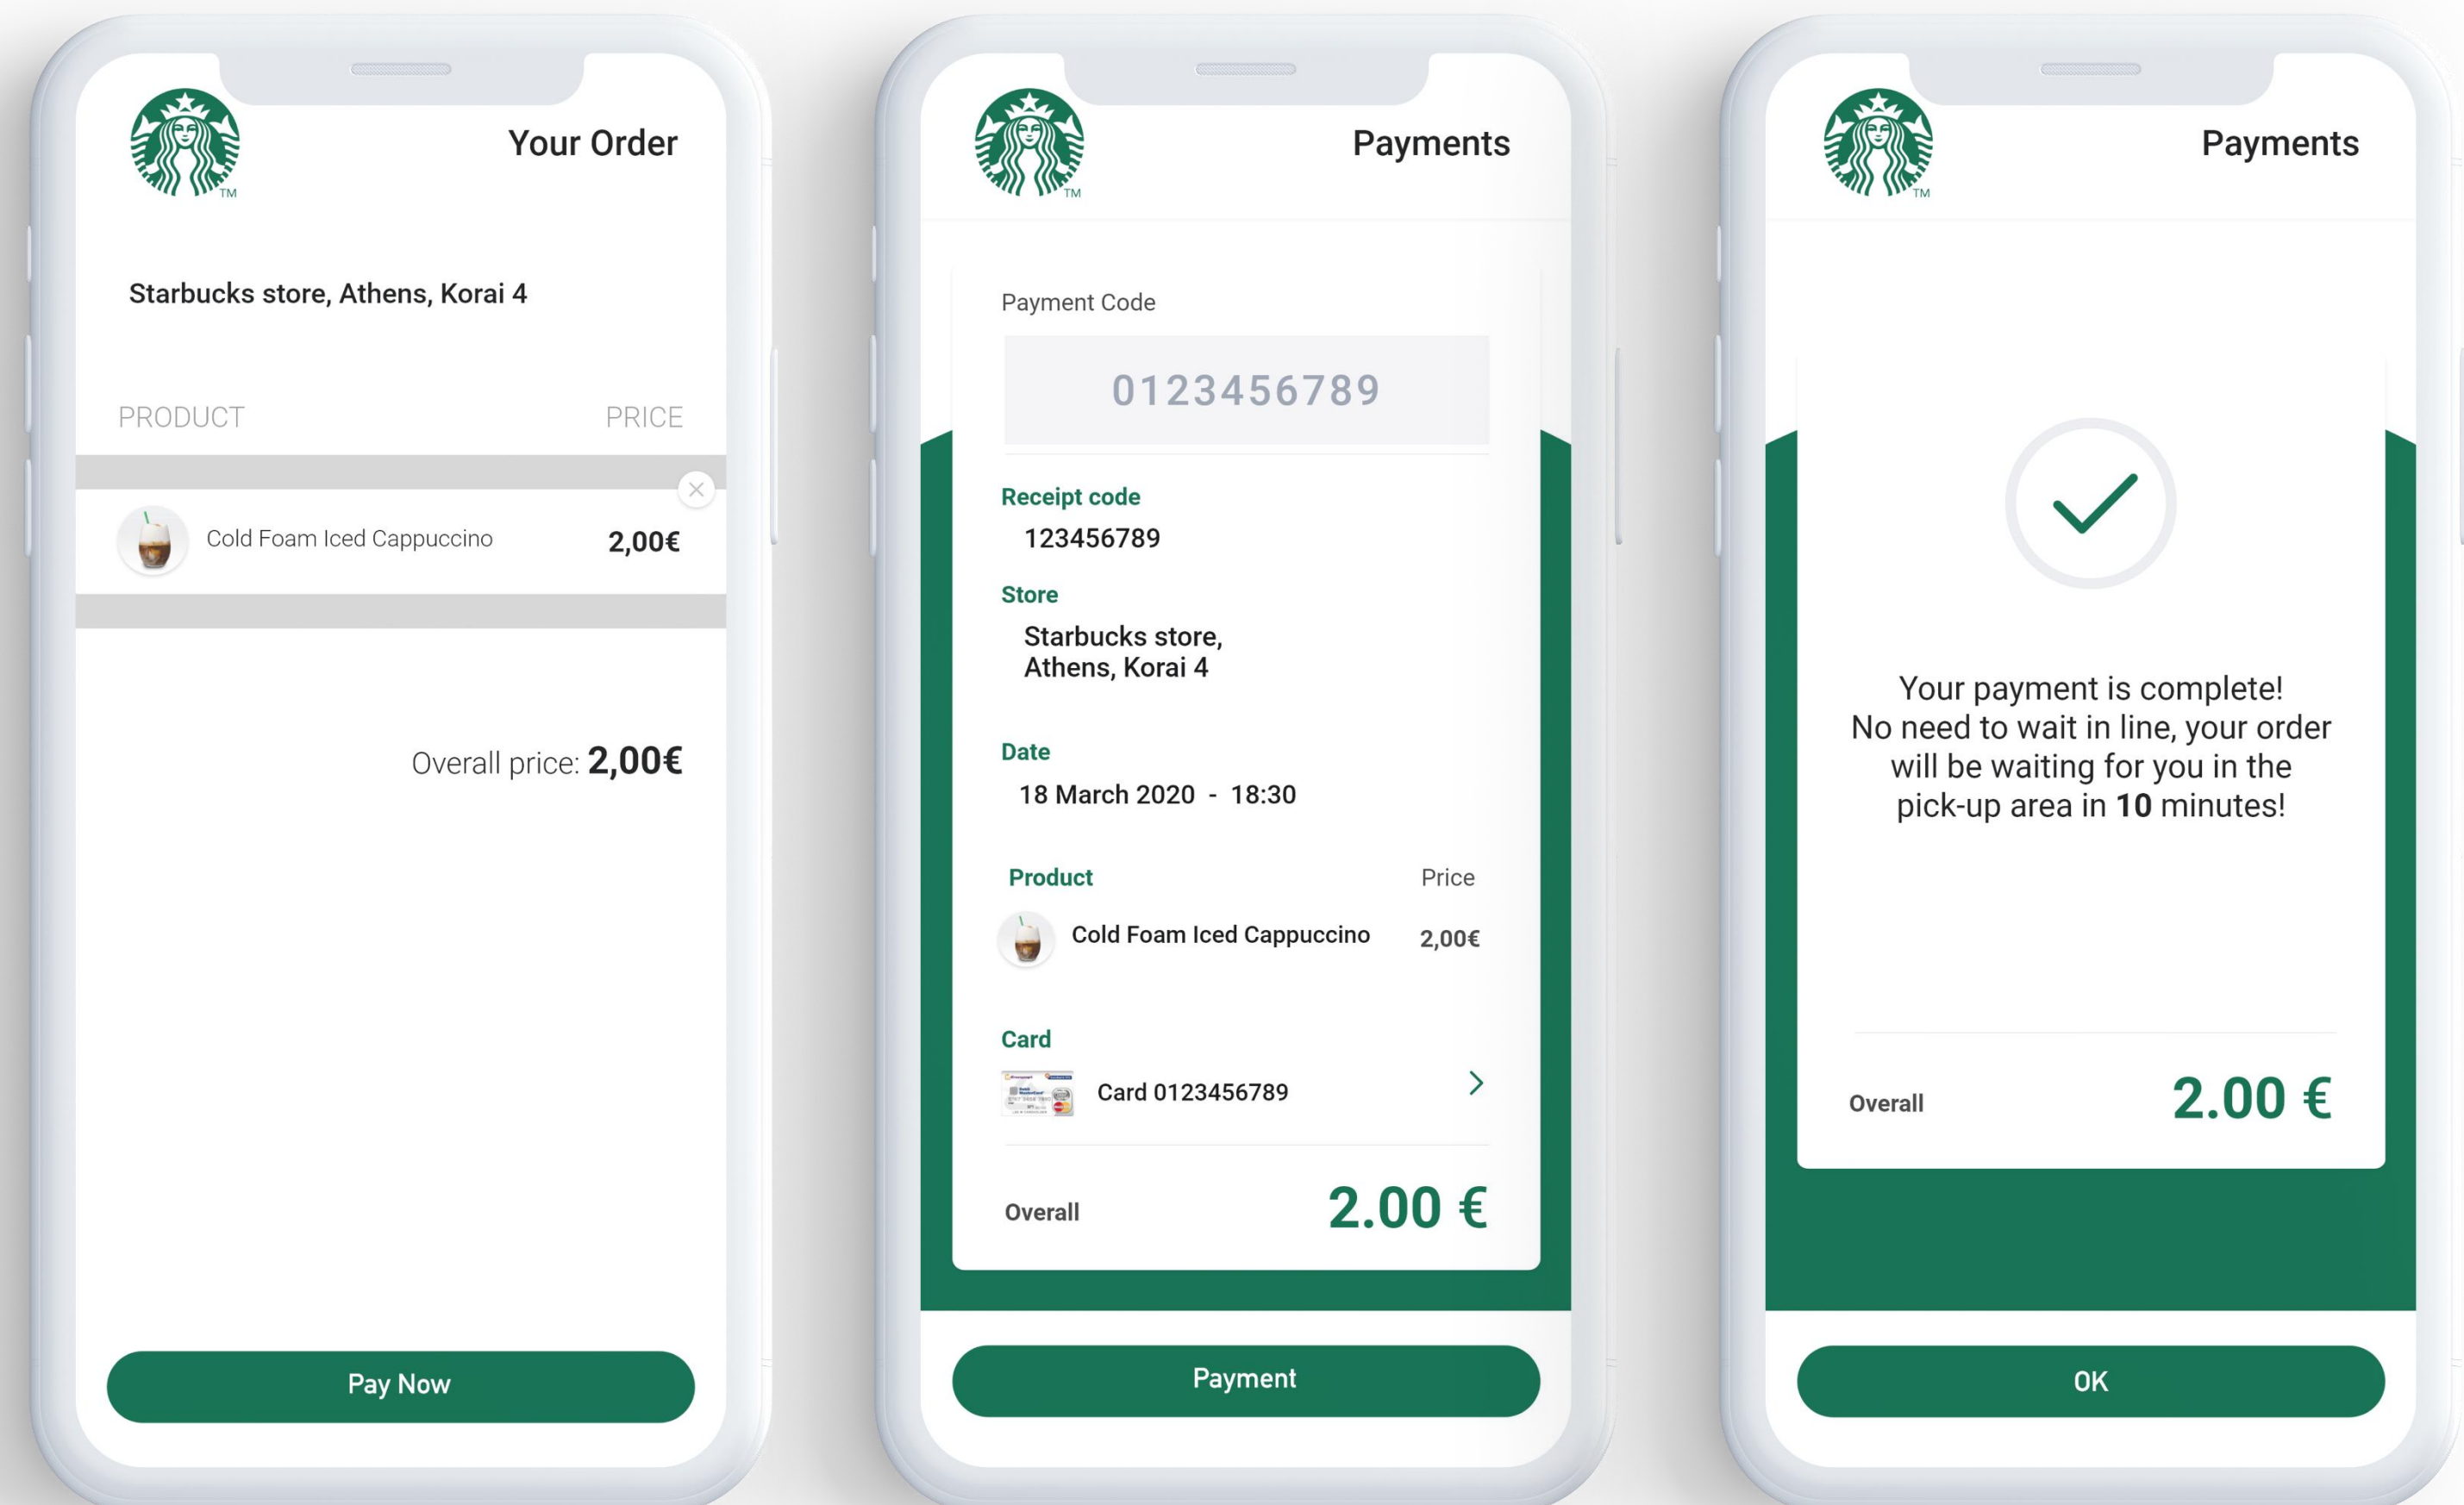 TM
Your Order
Starbucks store, Athens, Korai 4
PRODUCT PRICE
Cold Foam Iced Cappuccino 2,00€
Overall price: 2,00€
Pay Now
TM
Payments
Payment Code
0123456789
Receipt code
123456789
Store
Starbucks store,
Athens, Korai 4
Date
18 March 2020 - 18:30
Product Price
Cold Foam Iced Cappuccino 2,00€
Card
Card 0123456789
Overall 2.00 €
Payment
TM
Payments
Your payment is complete!
No need to wait in line, your order
will be waiting for you in the
pick-up area in 10 minutes!
Overall 2.00 €
OK